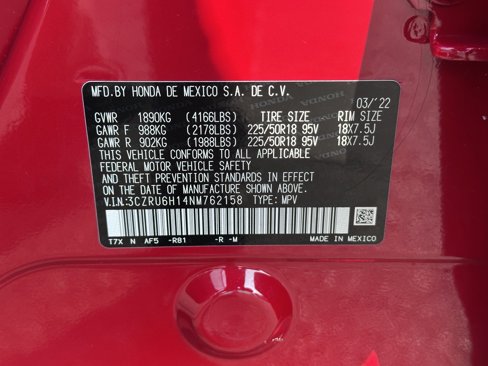 MFD.BY HONDA DE MEXICO S.A. DE C.V.
03/'22
GVWR 1890KG (4166LBS) TIRE SIZE RIM SIZE
GAWR F 988KG (2178LBS) 225/50R18 95V 18X7.5J
GAWR R 902KG (1988LBS) 225/50R18 95V 18X7.5J
THIS VEHICLE CONFORMS TO ALL APPLICABLE
FEDERAL MOTOR VEHICLE SAFETY
STANDARDS IN EFFECT ON THE
DATE OF MANUFACTURE SHOWN ABOVE.
V.I.N:3CZRU6H14NM762158 TYPE: MPV
T7X N AF5 -R81 -R -M MADE IN MEXICO